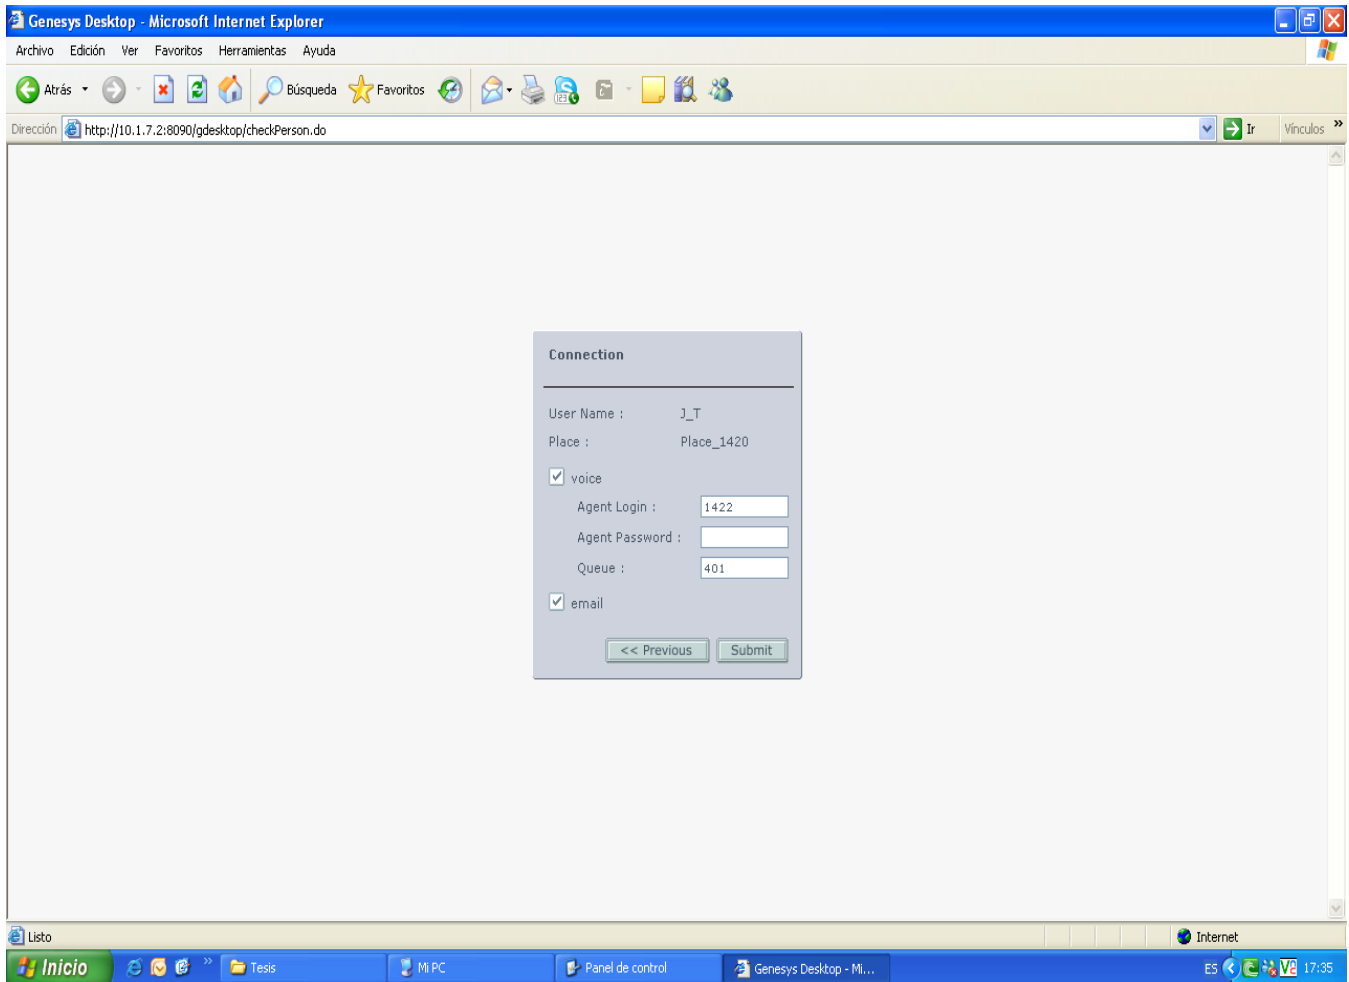 Genesys Desktop - Microsoft Internet Explorer
Archivo Edición Ver Favoritos Herramientas Ayuda
Atrás Búsqueda Favoritos
Dirección http://10.1.7.2:8090/gdesktop/checkPerson.do Ir Vínculos »
Connection
User Name : J_T
Place : Place_1420
voice
Agent Login : 1422
Agent Password :
Queue : 401
email
<< Previous Submit
Listo Internet
Inicio » Tesis Mi PC Panel de control Genesys Desktop - Mi... ES 17:35